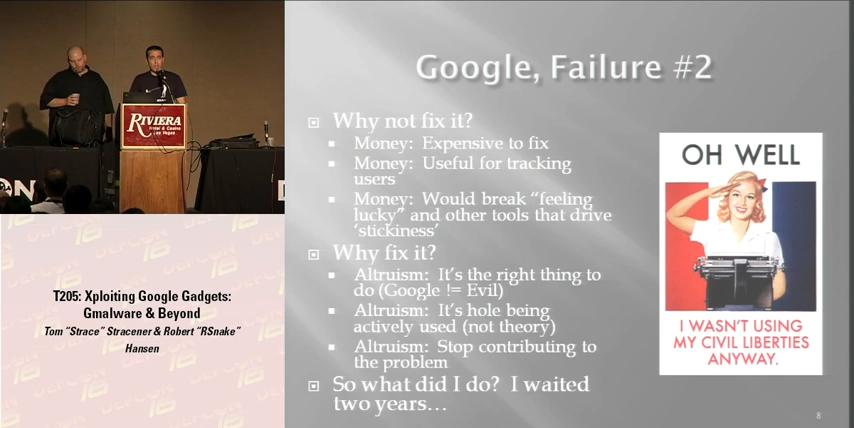 RIVIERA
Hotel & Casino
Las Vegas
T205: Xploiting Google Gadgets:
Gmalware & Beyond
Tom “Strace” Stracener & Robert “RSnake”
Hansen
Google, Failure #2
Why not fix it?
Money: Expensive to fix
Money: Useful for tracking
users
Money: Would break “feeling
lucky” and other tools that drive
‘stickiness’
Why fix it?
Altruism: It’s the right thing to
do (Google != Evil)
Altruism: It’s hole being
actively used (not theory)
Altruism: Stop contributing to
the problem
So what did I do? I waited
two years…
OH WELL
I WASN'T USING
MY CIVIL LIBERTIES
ANYWAY.
8